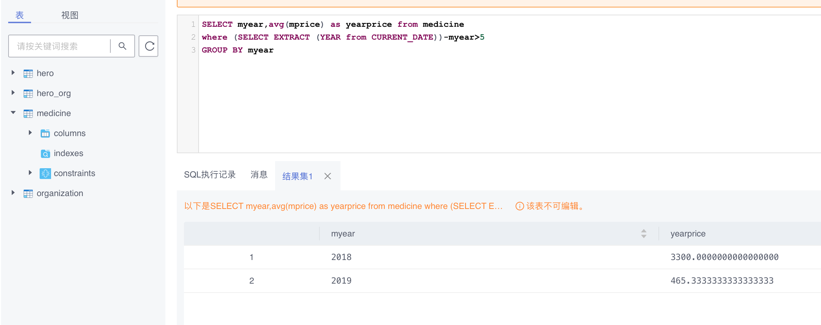 表 视图
请按关键词搜索
hero
hero_org
medicine
columns
indexes
constraints
organization
1 SELECT myear,avg(mprice) as yearprice from medicine
2 where (SELECT EXTRACT (YEAR from CURRENT_DATE))-myear>5
3 GROUP BY myear
SQL执行记录 消息 结果集1
以下是SELECT myear,avg(mprice) as yearprice from medicine where (SELECT E... 该表不可编辑。
myear yearprice
1 2018 3300.0000000000000000
2 2019 465.3333333333333333